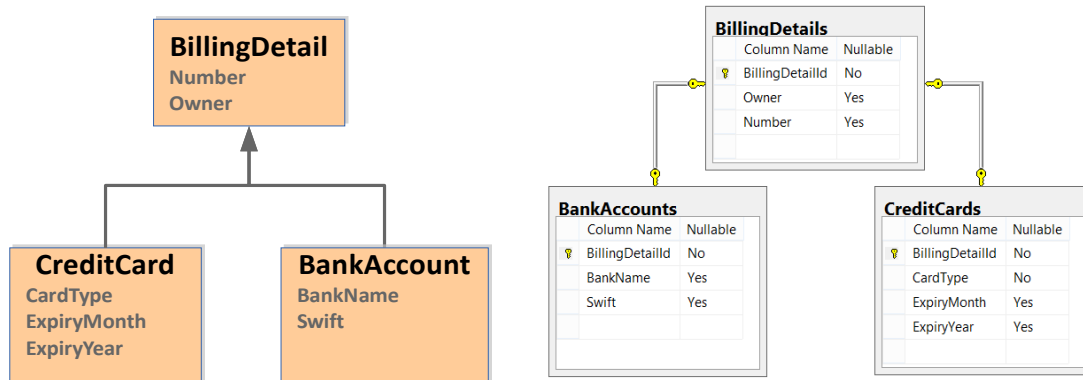 BillingDetail
Number
Owner
CreditCard
CardType
ExpiryMonth
ExpiryYear
BankAccount
BankName
Swift
BillingDetails
Column Name Nullable
BillingDetailId No
Owner Yes
Number Yes
BankAccounts
Column Name Nullable
BillingDetailId No
BankName Yes
Swift Yes
CreditCards
Column Name Nullable
BillingDetailId No
CardType No
ExpiryMonth Yes
ExpiryYear Yes